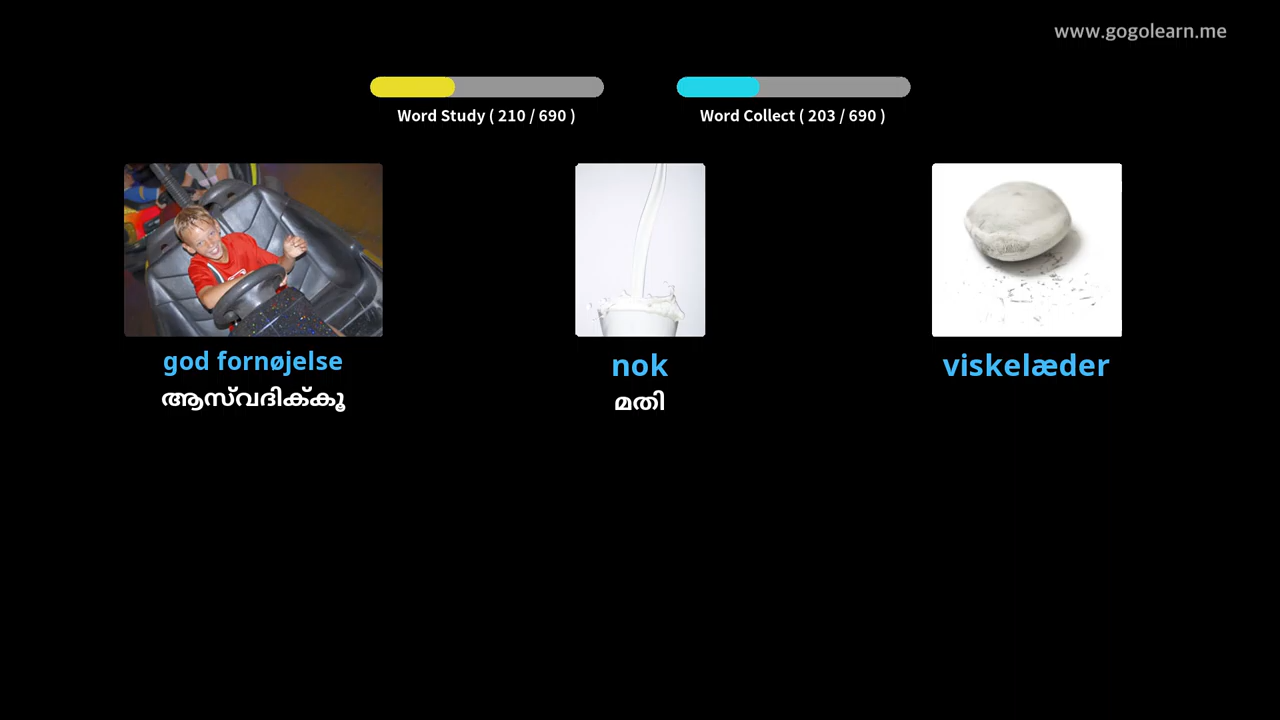 www.gogolearn.me
Word Study ( 210 / 690 )
Word Collect ( 203 / 690 )
god fornøjelse
ആസ്വദിക്കൂ
nok
മതി
viskelæder